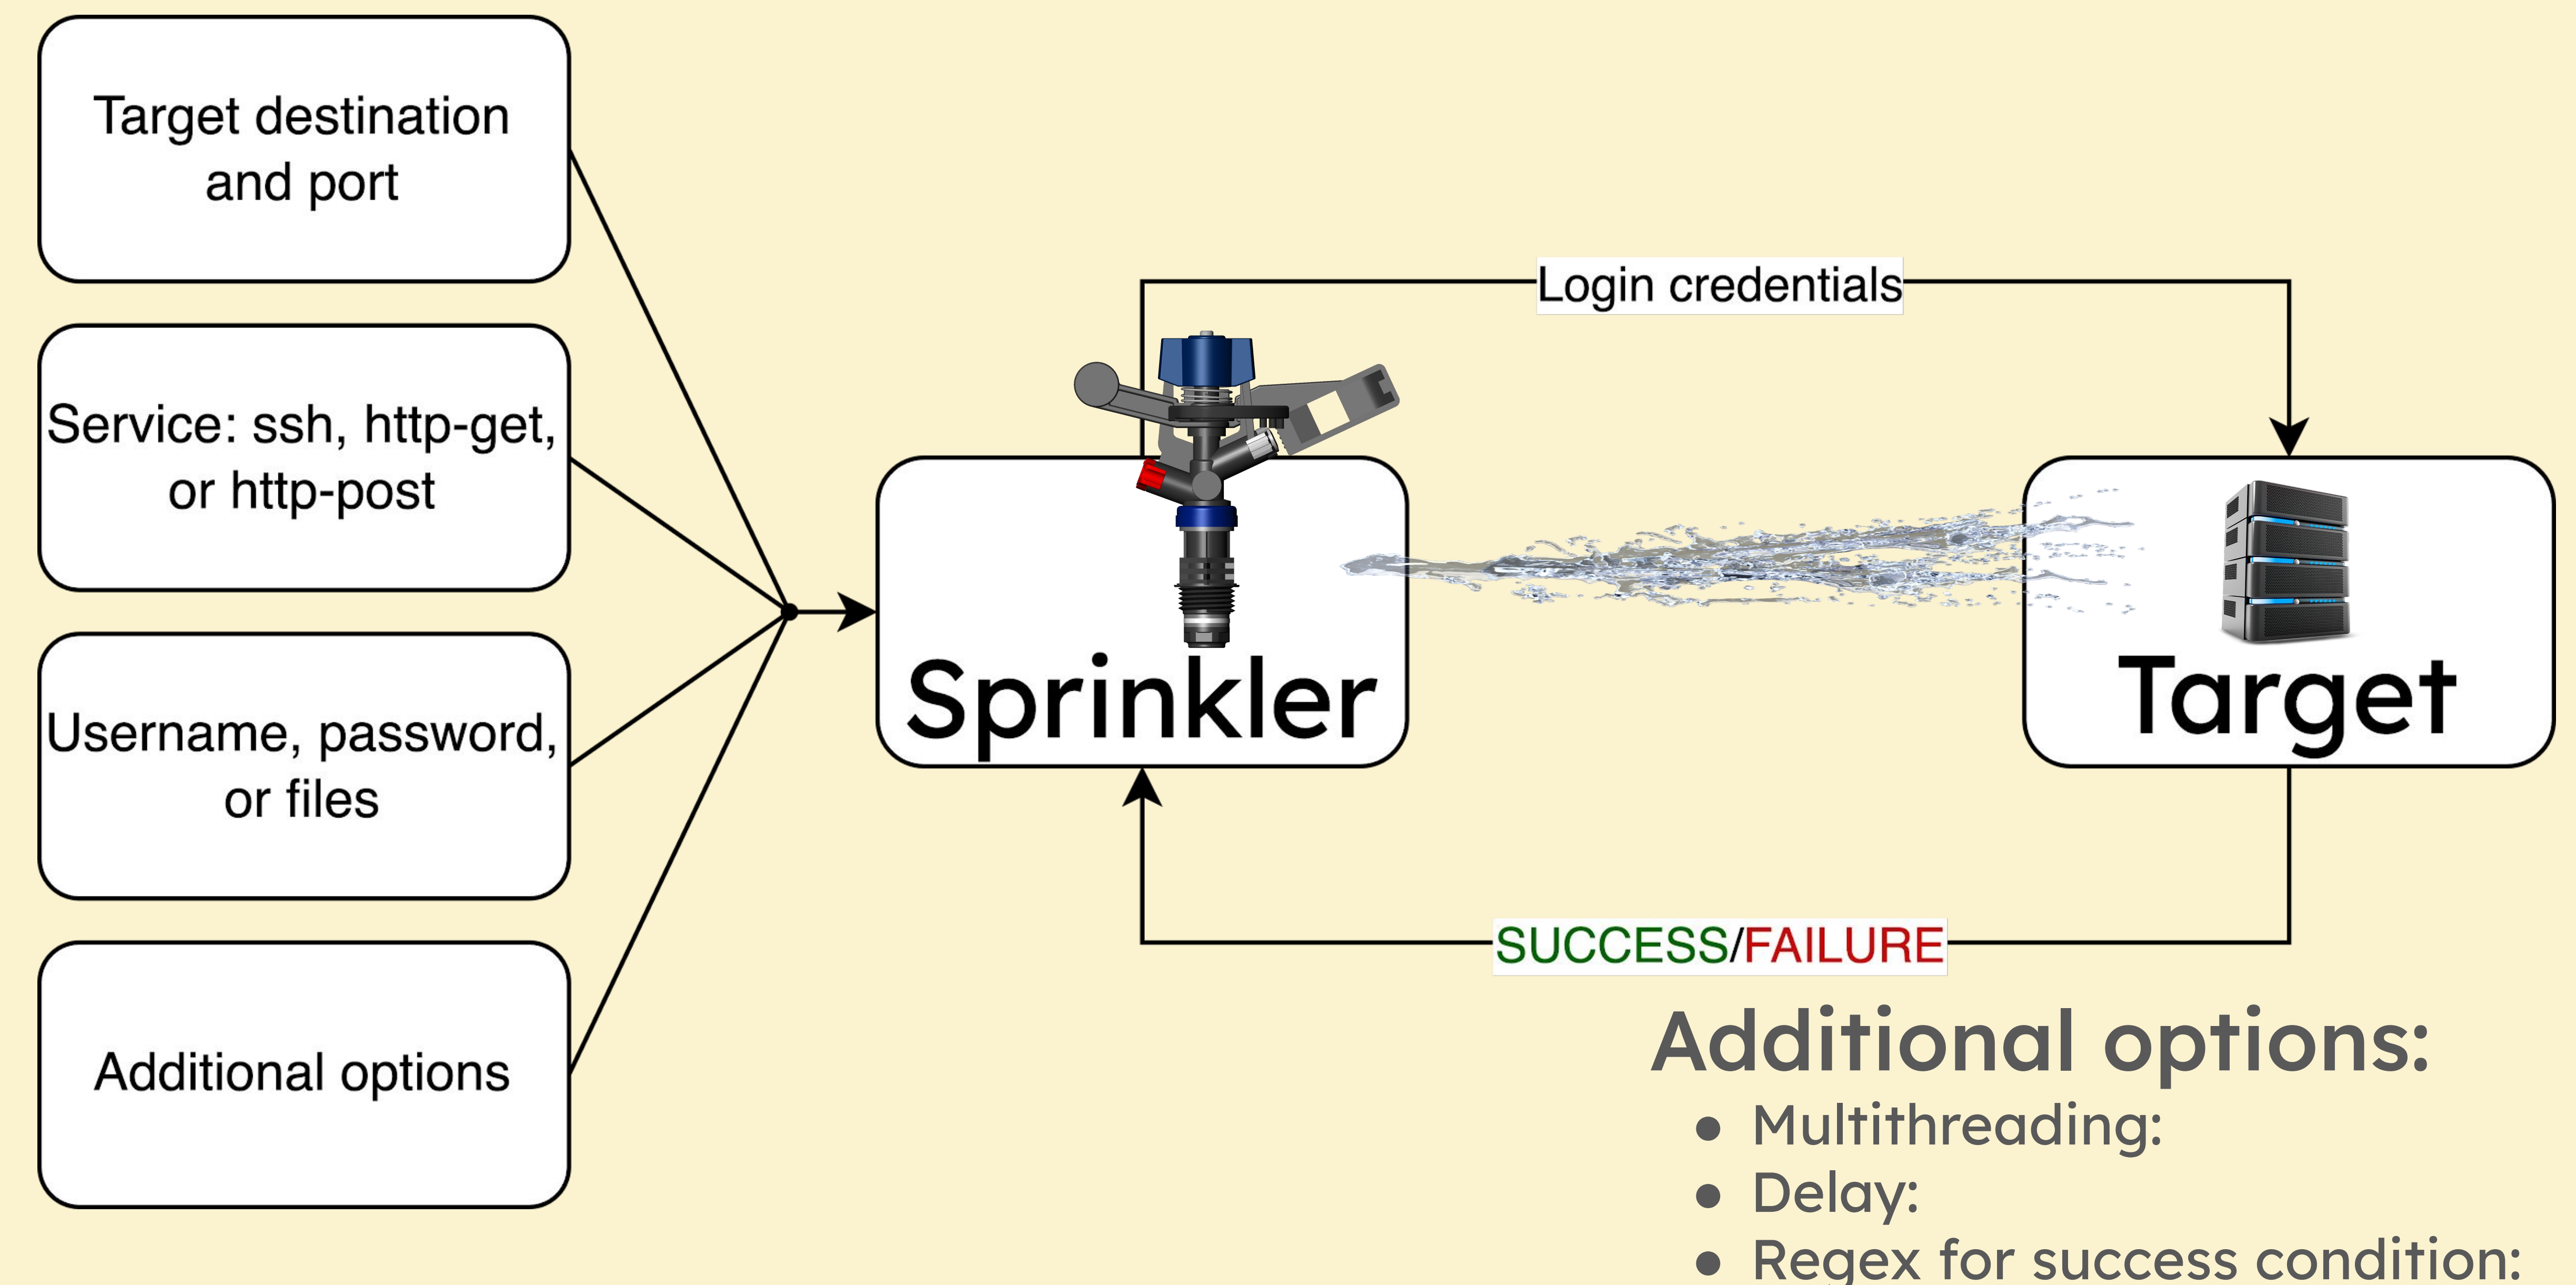 Target destination
and port
Service: ssh, http-get,
or http-post
Username, password,
or files
Additional options
Login credentials
Sprinkler
Target
SUCCESS/FAILURE
Additional options:
● Multithreading:
● Delay:
● Regex for success condition: